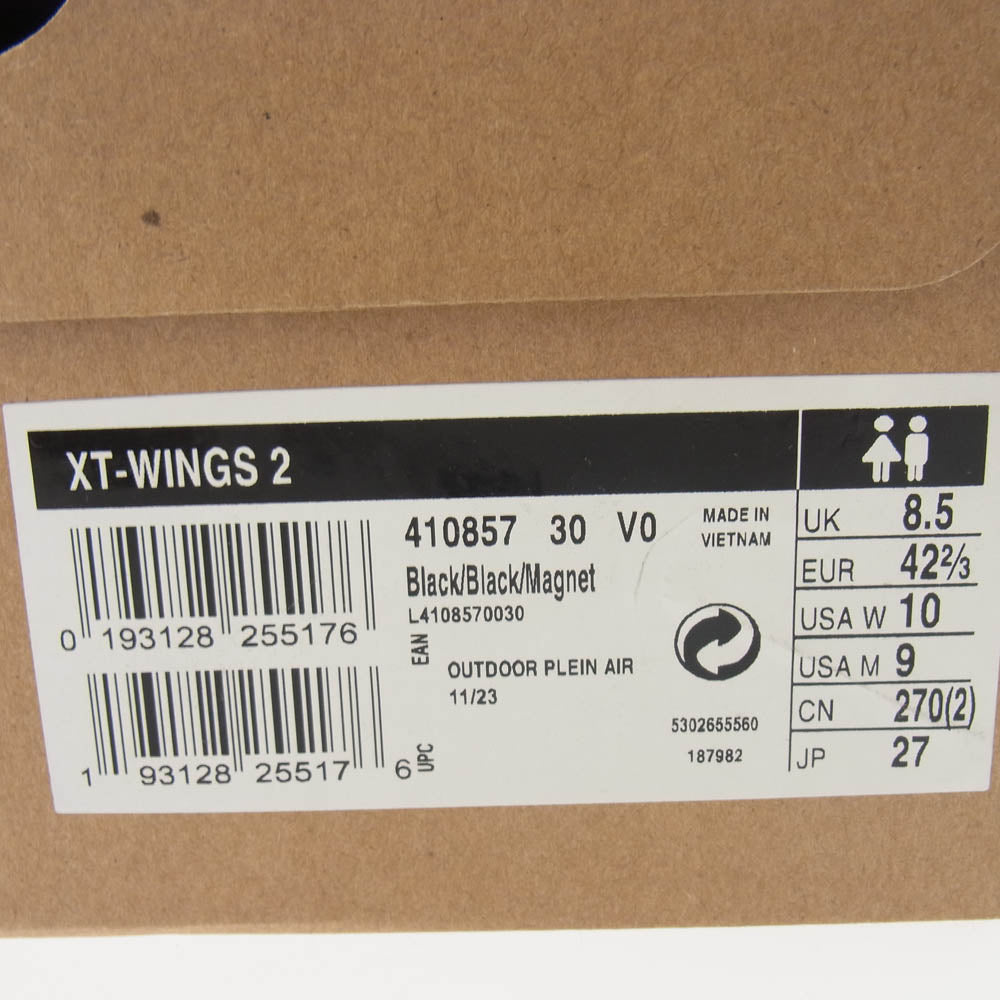 XT-WINGS 2
410857 30 V0
MADE IN
VIETNAM
Black/Black/Magnet
L4108570030
0 193128 255176
EAN
OUTDOOR PLEIN AIR
11/23
1 93128 25517 6
UPC
5302655560
187982
UK 8.5
EUR 42⅔
USA W 10
USA M 9
CN 270(2)
JP 27